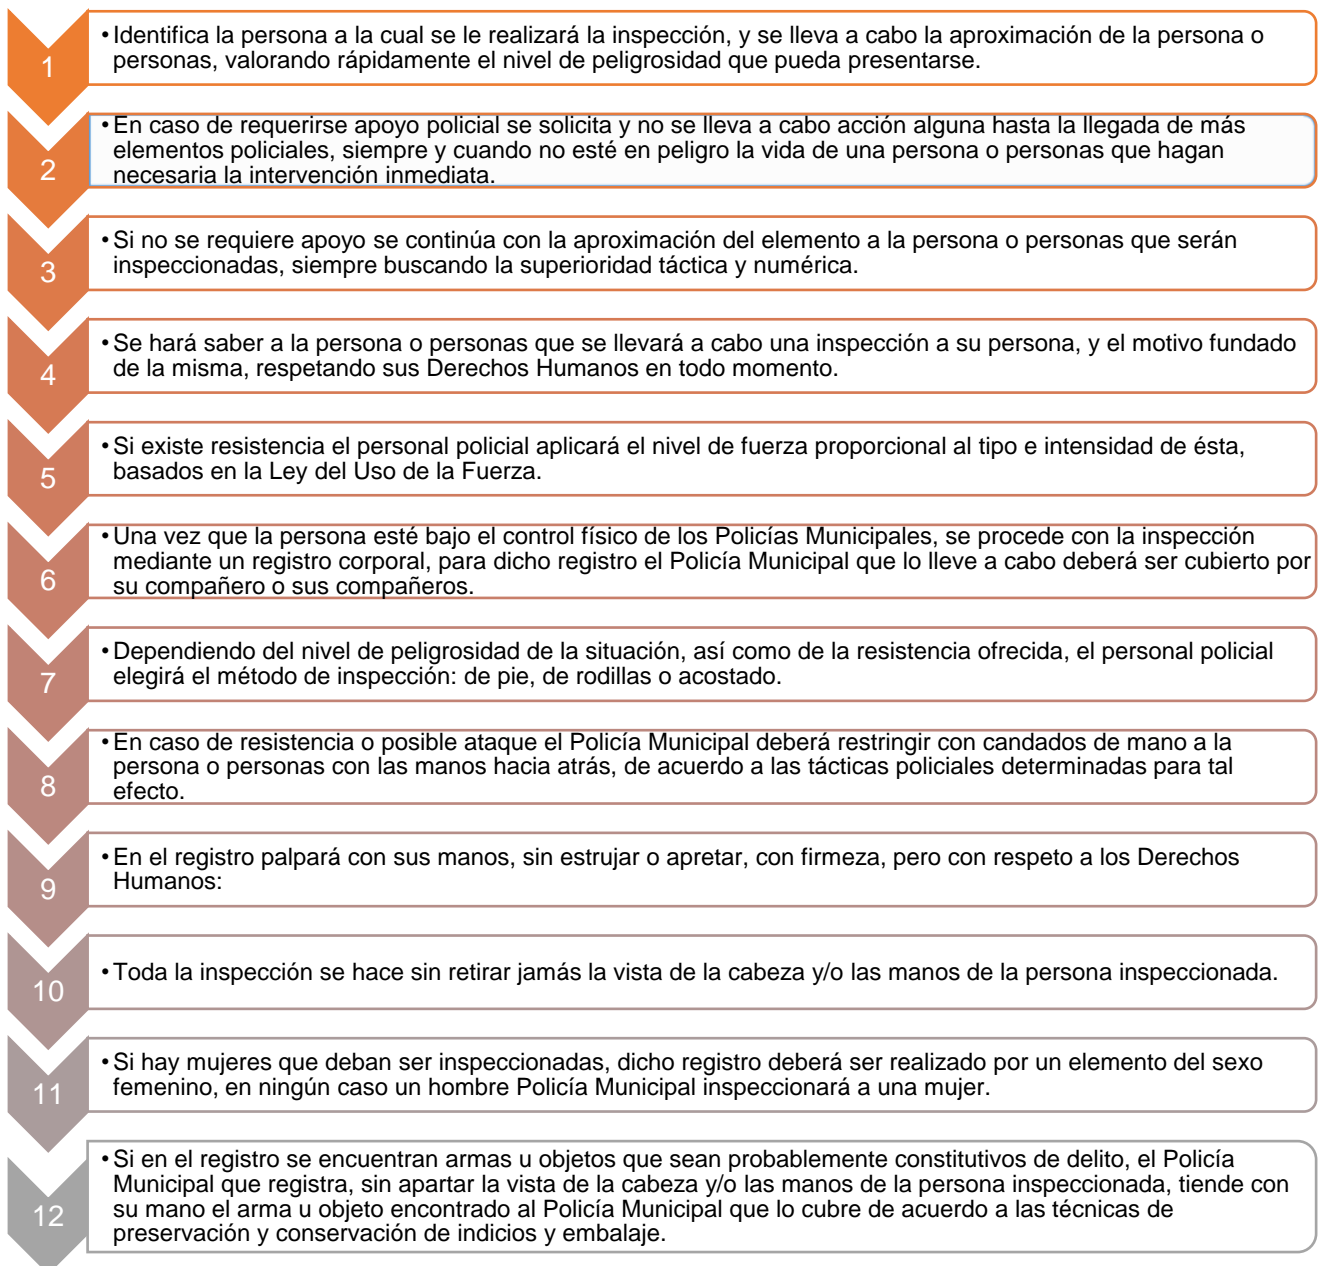 1
• Identifica la persona a la cual se le realizará la inspección, y se lleva a cabo la aproximación de la persona o
personas, valorando rápidamente el nivel de peligrosidad que pueda presentarse.
2
• En caso de requerirse apoyo policial se solicita y no se lleva a cabo acción alguna hasta la llegada de más
elementos policiales, siempre y cuando no esté en peligro la vida de una persona o personas que hagan
necesaria la intervención inmediata.
3
• Si no se requiere apoyo se continúa con la aproximación del elemento a la persona o personas que serán
inspeccionadas, siempre buscando la superioridad táctica y numérica.
4
• Se hará saber a la persona o personas que se llevará a cabo una inspección a su persona, y el motivo fundado
de la misma, respetando sus Derechos Humanos en todo momento.
5
• Si existe resistencia el personal policial aplicará el nivel de fuerza proporcional al tipo e intensidad de ésta,
basados en la Ley del Uso de la Fuerza.
6
• Una vez que la persona esté bajo el control físico de los Policías Municipales, se procede con la inspección
mediante un registro corporal, para dicho registro el Policía Municipal que lo lleve a cabo deberá ser cubierto por
su compañero o sus compañeros.
7
• Dependiendo del nivel de peligrosidad de la situación, así como de la resistencia ofrecida, el personal policial
elegirá el método de inspección: de pie, de rodillas o acostado.
8
• En caso de resistencia o posible ataque el Policía Municipal deberá restringir con candados de mano a la
persona o personas con las manos hacia atrás, de acuerdo a las tácticas policiales determinadas para tal
efecto.
9
• En el registro palpará con sus manos, sin estrujar o apretar, con firmeza, pero con respeto a los Derechos
Humanos:
10
• Toda la inspección se hace sin retirar jamás la vista de la cabeza y/o las manos de la persona inspeccionada.
11
• Si hay mujeres que deban ser inspeccionadas, dicho registro deberá ser realizado por un elemento del sexo
femenino, en ningún caso un hombre Policía Municipal inspeccionará a una mujer.
12
• Si en el registro se encuentran armas u objetos que sean probablemente constitutivos de delito, el Policía
Municipal que registra, sin apartar la vista de la cabeza y/o las manos de la persona inspeccionada, tiende con
su mano el arma u objeto encontrado al Policía Municipal que lo cubre de acuerdo a las técnicas de
preservación y conservación de indicios y embalaje.